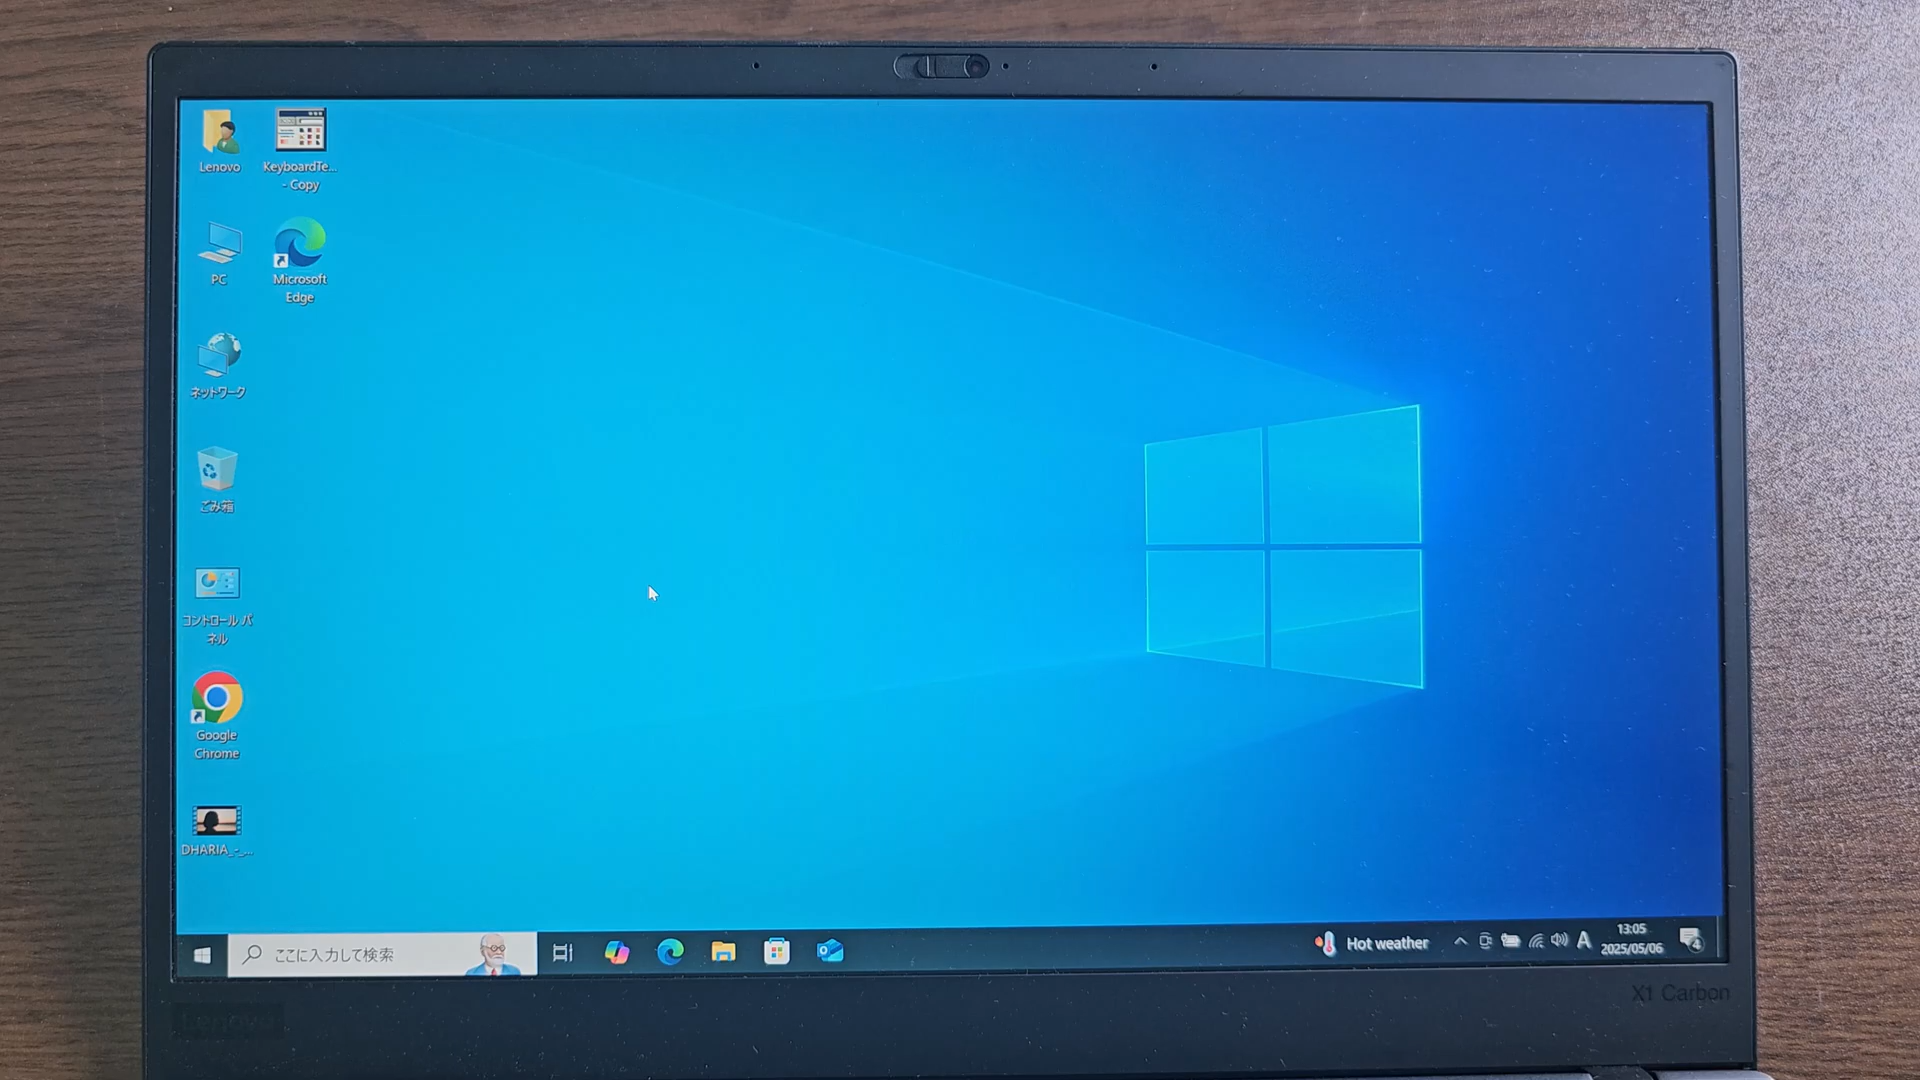 Lenovo
KeyboardTe...
- Copy
PC
Microsoft
Edge
ネットワーク
ごみ箱
コントロール パ
ネル
Google
Chrome
DHARIA_-_...
ここに入力して検索
Hot weather
A
13:05
2025/05/06
4
X1 Carbon
Lenovo